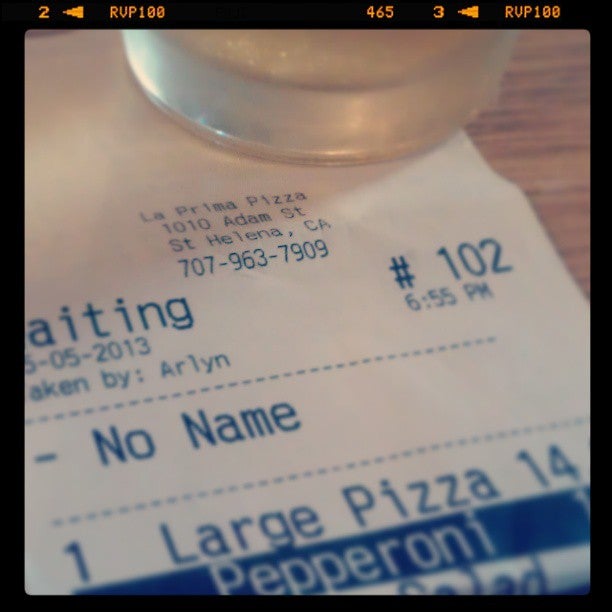 2 RVP100 465 3 RVP100
La Prima Pizza
1010 Adam St
St Helena, CA
707-963-7909
# 102
6:55 PM
aiting
5-05-2013
aken by: Arlyn
- No Name
1 Large Pizza 14
Pepperoni
Salad